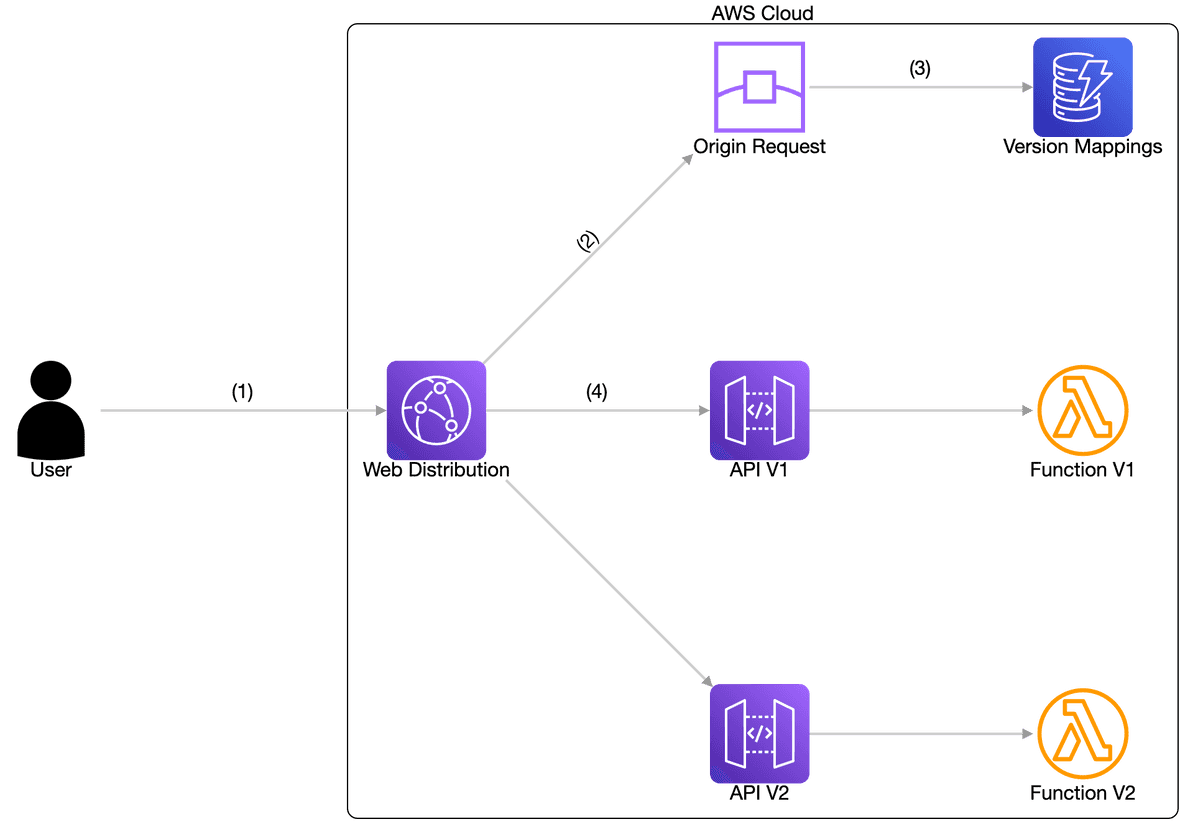 AWS Cloud
(3)
Origin Request
Version Mappings
(2)
(1)
(4)
</>
</>
User
Web Distribution
API V1
Function V1
</>
API V2
Function V2